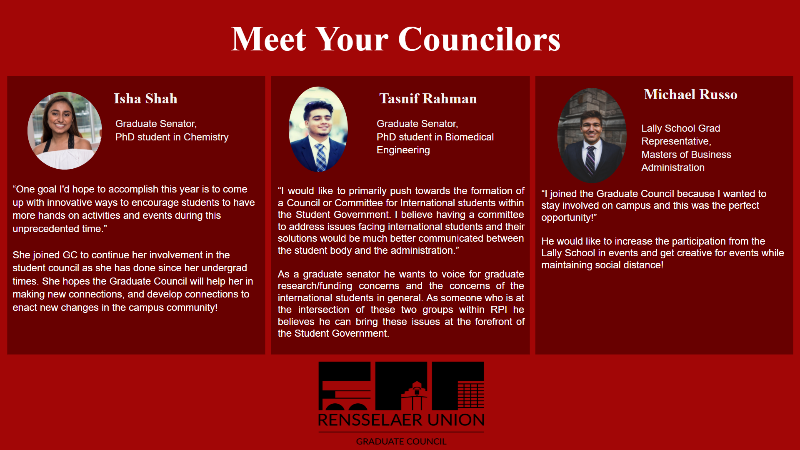 Meet Your Councilors
Isha Shah
Graduate Senator,
PhD student in Chemistry
"One goal I'd hope to accomplish this year is to come
up with innovative ways to encourage students to have
more hands on activities and events during this
unprecedented time."
She joined GC to continue her involvement in the
student council as she has done since her undergrad
times. She hopes the Graduate Council will help her in
making new connections, and develop connections to
enact new changes in the campus community!
Tasnif Rahman
Graduate Senator,
PhD student in Biomedical
Engineering
"I would like to primarily push towards the formation of
a Council or Committee for International students within
the Student Government. I believe having a committee
to address issues facing international students and their
solutions would be much better communicated between
the student body and the administration."
As a graduate senator he wants to voice for graduate
research/funding concerns and the concerns of the
international students in general. As someone who is at
the intersection of these two groups within RPI he
believes he can bring these issues at the forefront of
the Student Government.
Michael Russo
Lally School Grad
Representative,
Masters of Business
Administration
"I joined the Graduate Council because I wanted to
stay involved on campus and this was the perfect
opportunity!"
He would like to increase the participation from the
Lally School in events and get creative for events while
maintaining social distance!
RENSSELAER UNION
GRADUATE COUNCIL